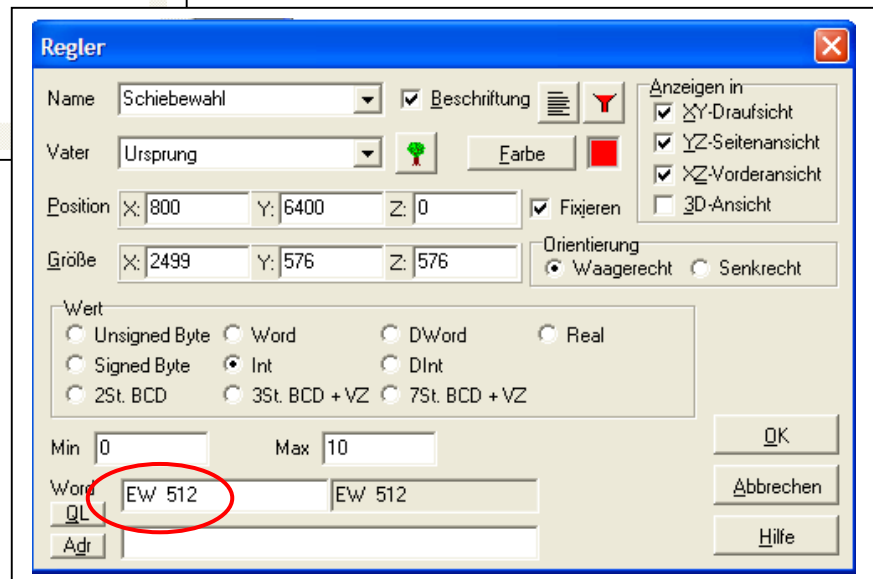 Regler
Name Schiebewahl Beschriftung
Anzeigen in
XY-Draufsicht
Vater Ursprung Farbe
YZ-Seitenansicht
XZ-Vorderansicht
Position X: 800 Y: 6400 Z: 0 Fixieren
3D-Ansicht
Größe X: 2499 Y: 576 Z: 576
Orientierung
Waagerecht Senkrecht
Wert
Unsigned Byte Word DWord Real
Signed Byte Int DInt
2St. BCD 3St. BCD + VZ 7St. BCD + VZ
Min 0 Max 10
OK
Word EW 512 EW 512
Abbrechen
QL
Adr
Hilfe